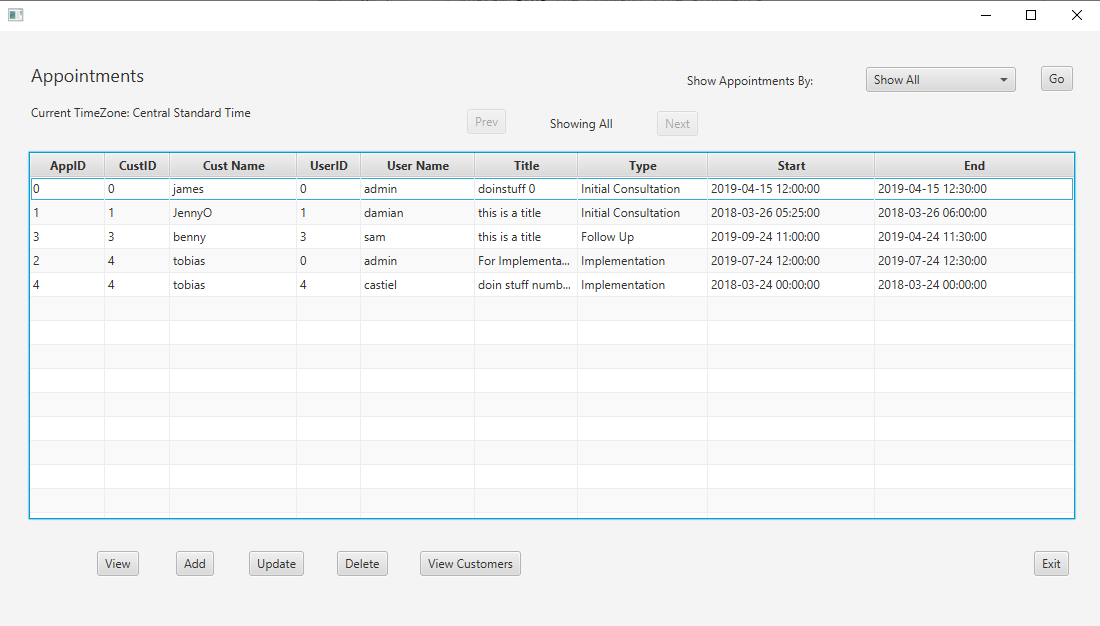 Appointments
Show Appointments By: Show All Go
Current TimeZone: Central Standard Time
Prev Showing All Next
AppID CustID Cust Name UserID User Name Title Type Start End
0 0 james 0 admin doinstuff 0 Initial Consultation 2019-04-15 12:00:00 2019-04-15 12:30:00
1 1 JennyO 1 damian this is a title Initial Consultation 2018-03-26 05:25:00 2018-03-26 06:00:00
3 3 benny 3 sam this is a title Follow Up 2019-09-24 11:00:00 2019-04-24 11:30:00
2 4 tobias 0 admin For Implementa... Implementation 2019-07-24 12:00:00 2019-07-24 12:30:00
4 4 tobias 4 castiel doin stuff numb... Implementation 2018-03-24 00:00:00 2018-03-24 00:00:00
View Add Update Delete View Customers Exit